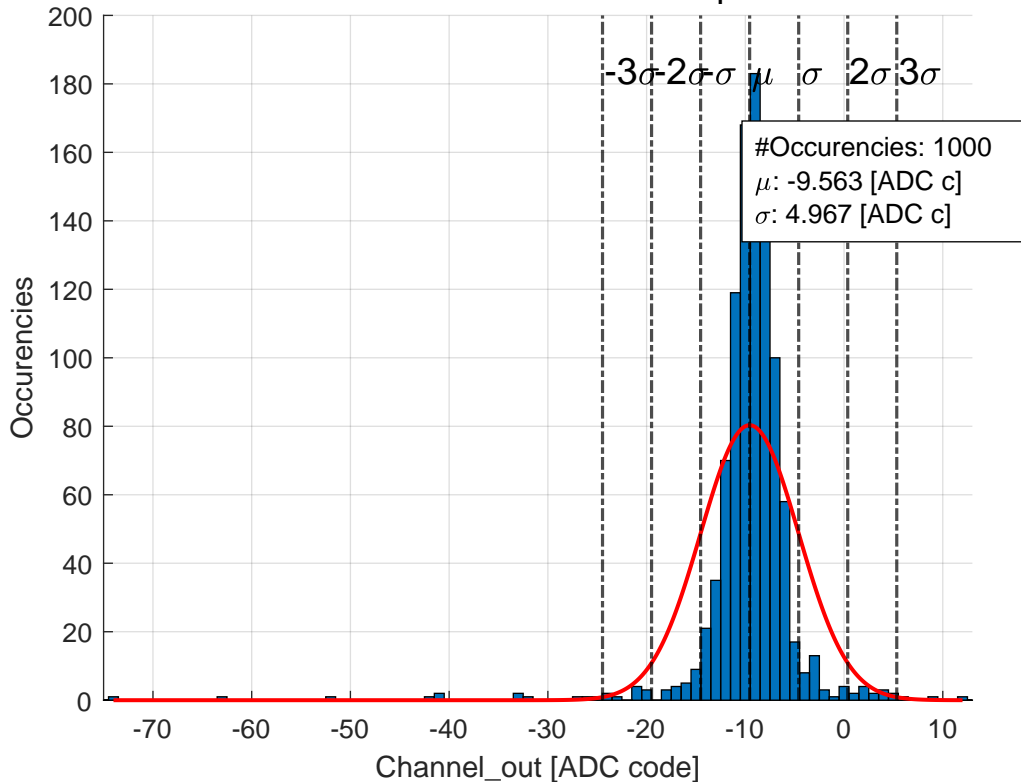 200
180
160
140
120
100
80
60
40
20
0
Occurencies
-3σ -2σ -σ μ σ 2σ 3σ
#Occurencies: 1000
μ: -9.563 [ADC c]
σ: 4.967 [ADC c]
-70 -60 -50 -40 -30 -20 -10 0 10
Channel_out [ADC code]